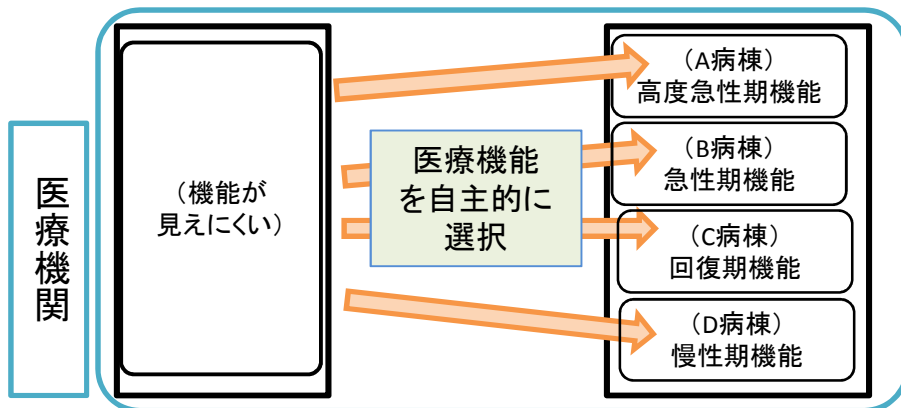 医療機関
（機能が
見えにくい）
医療機能
を自主的に
選択
（A病棟）
高度急性期機能
（B病棟）
急性期機能
（C病棟）
回復期機能
（D病棟）
慢性期機能